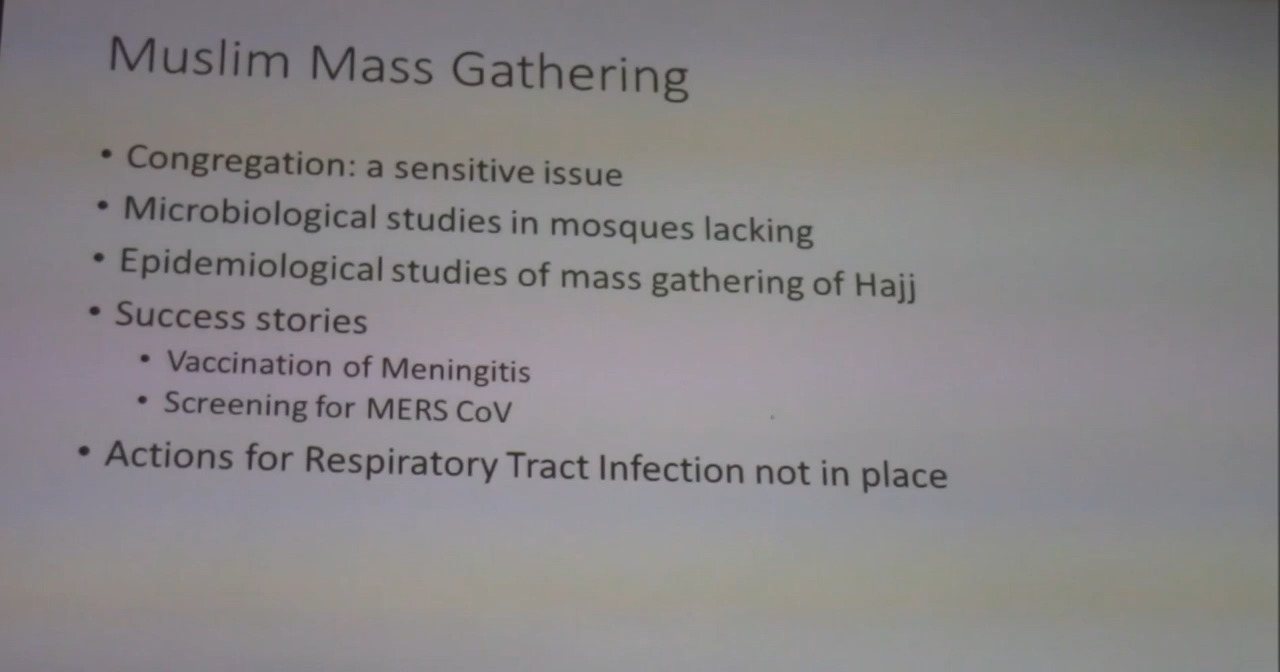 Muslim Mass Gathering
• Congregation: a sensitive issue
• Microbiological studies in mosques lacking
• Epidemiological studies of mass gathering of Hajj
• Success stories
• Vaccination of Meningitis
• Screening for MERS CoV
• Actions for Respiratory Tract Infection not in place